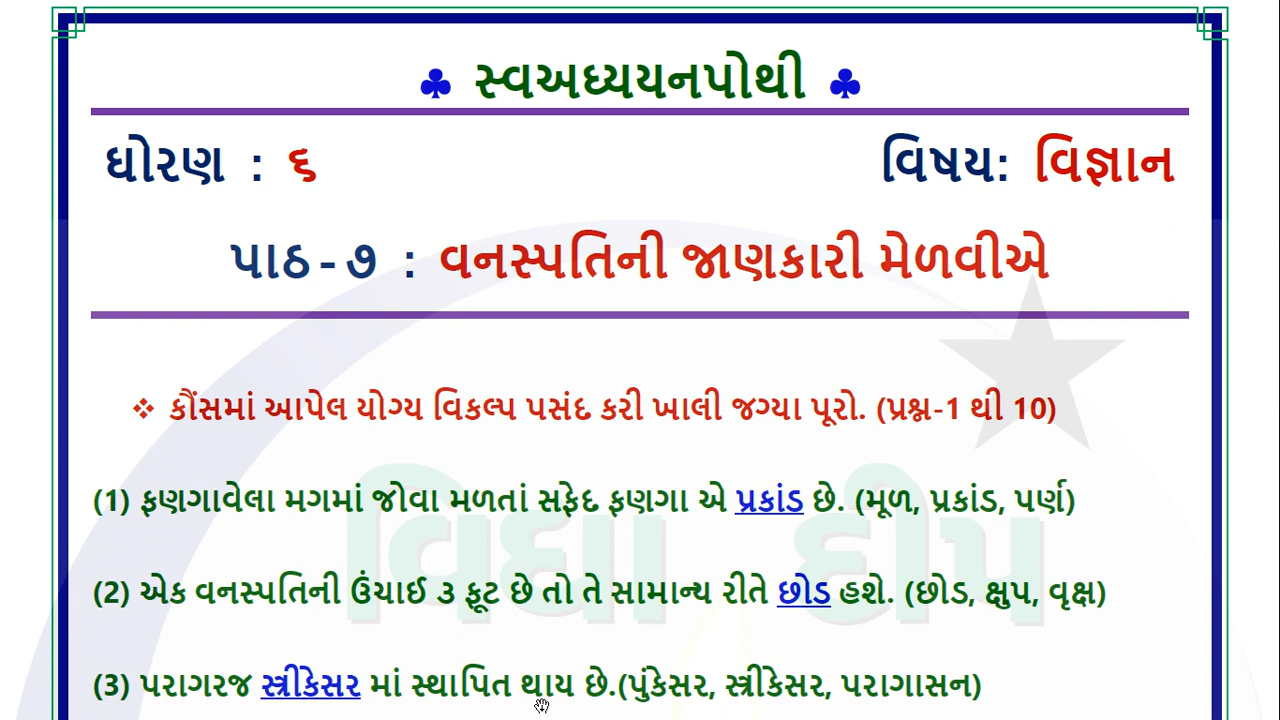 ♣ સ્વઅધ્યયનપોથી ♣
ધોરણ : ૬ વિષય: વિજ્ઞાન
પાઠ-૭ : વનસ્પતિની જાણકારી મેળવીએ
❖ કૌંસમાં આપેલ યોગ્ય વિકલ્પ પસંદ કરી ખાલી જગ્યા પૂરો. (પ્રશ્ન-1 થી 10)
(1) ફણગાવેલા મગમાં જોવા મળતાં સફેદ ફણગા એ પ્રકાંડ છે. (મૂળ, પ્રકાંડ, પર્ણ)
વિદ્યા દીપ
(2) એક વનસ્પતિની ઉંચાઈ ૩ ફૂટ છે તો તે સામાન્ય રીતે છોડ હશે. (છોડ, ક્ષુપ, વૃક્ષ)
(3) પરાગરજ સ્ત્રીકેસર માં સ્થાપિત થાય છે.(પુંકેસર, સ્ત્રીકેસર, પરાગાસન)